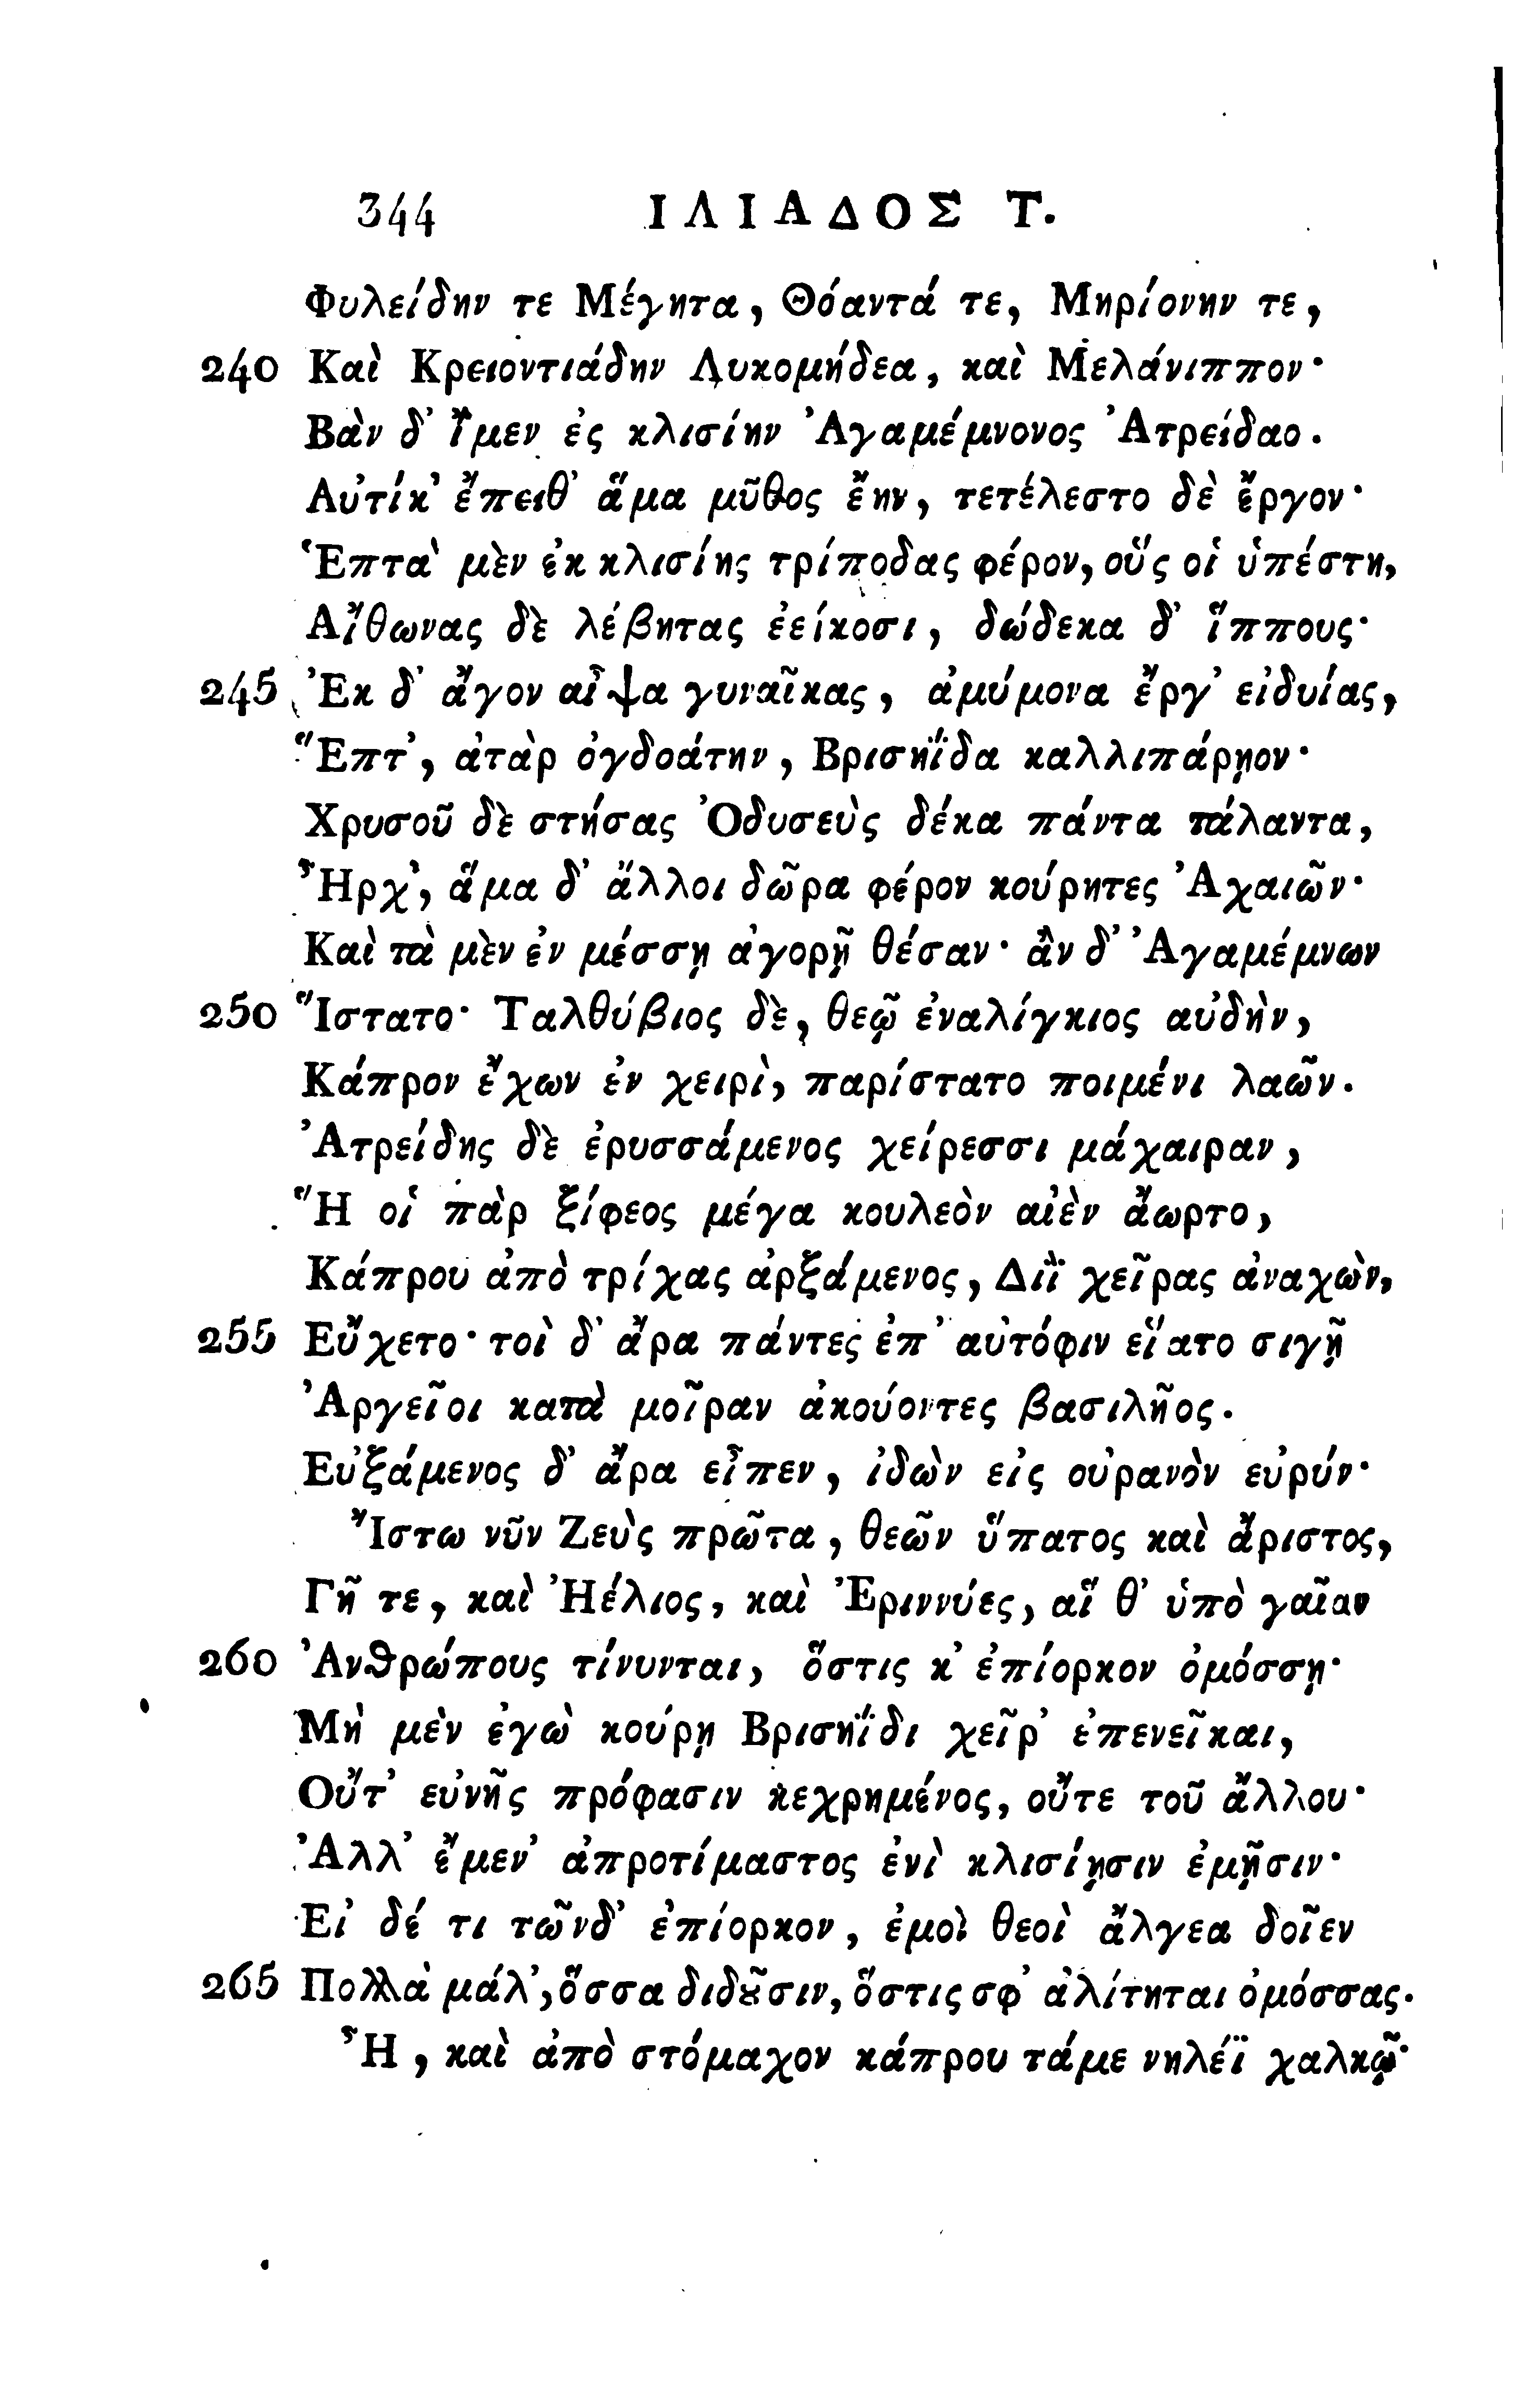 344 ΙΛΙΑΔΟΣ Τ.
Φυλείδην τε Μέγητα, Θόαντά τε, Μηρίονην τε,
240 Καὶ Κρειοντιάδην Λυκομήδεα, καὶ Μελάνιππον·
Βὰν δ' ἴμεν ἐς κλισίην Ἀγαμέμνονος Ἀτρείδαο.
Αὐτίκ' ἔπειθ' ἅμα μῦθος ἔην, τετέλεστο δὲ ἔργον·
Ἑπτὰ μὲν ἐκ κλισίης τρίποδας φέρον, οὕς οἱ ὑπέστη,
Αἴθωνας δὲ λέβητας ἐείκοσι, δώδεκα δ' ἵππους·
245 Ἐκ δ' ἄγον αἶψα γυναῖκας, ἀμύμονα ἔργ' εἰδυίας,
Ἕπτ', ἀτὰρ ὀγδοάτην, Βρισηΐδα καλλιπάρῃον·
Χρυσοῦ δὲ στήσας Ὀδυσεὺς δέκα πάντα τάλαντα,
Ἦρχ', ἅμα δ' ἄλλοι δῶρα φέρον κούρητες Ἀχαιῶν·
Καὶ τὰ μὲν ἐν μέσσῃ ἀγορῇ θέσαν· ἂν δ' Ἀγαμέμνων
250 Ἵστατο· Ταλθύβιος δὲ, θεῷ ἐναλίγκιος αὐδὴν,
Κάπρον ἔχων ἐν χειρὶ, παρίστατο ποιμένι λαῶν.
Ἀτρείδης δὲ ἐρυσσάμενος χείρεσσι μάχαιραν,
Ἥ οἱ πὰρ ξίφεος μέγα κουλεὸν αἰὲν ἄωρτο,
Κάπρου ἀπὸ τρίχας ἀρξάμενος, Διῒ χεῖρας ἀναχὼν,
255 Εὔχετο· τοὶ δ' ἄρα πάντες ἐπ' αὐτόφιν εἵατο σιγῇ
Ἀργεῖοι κατὰ μοῖραν ἀκούοντες βασιλῆος.
Εὐξάμενος δ' ἄρα εἶπεν, ἰδὼν εἰς οὐρανὸν εὐρύν·
Ἴστω νῦν Ζεὺς πρῶτα, θεῶν ὕπατος καὶ ἄριστος,
Γῆ τε, καὶ Ἠέλιος, καὶ Ἐριννύες, αἵ θ' ὑπὸ γαῖαν
260 Ἀνθρώπους τίνυνται, ὅστις κ' ἐπίορκον ὀμόσσῃ·
Μὴ μὲν ἐγὼ κούρῃ Βρισηΐδι χεῖρ' ἐπενεῖκαι,
Οὔτ' εὐνῆς πρόφασιν κεχρημένος, οὔτε τοῦ ἄλλου·
Ἀλλ' ἔμεν' ἀπροτίμαστος ἐνὶ κλισίῃσιν ἐμῇσιν·
Εἰ δέ τι τῶνδ' ἐπίορκον, ἐμοὶ θεοὶ ἄλγεα δοῖεν
265 Πολλὰ μάλ', ὅσσα διδοῦσιν, ὅστις σφ' ἀλίτηται ὀμόσσας.
Ἦ, καὶ ἀπὸ στόμαχον κάπρου τάμε νηλέϊ χαλκῷ·